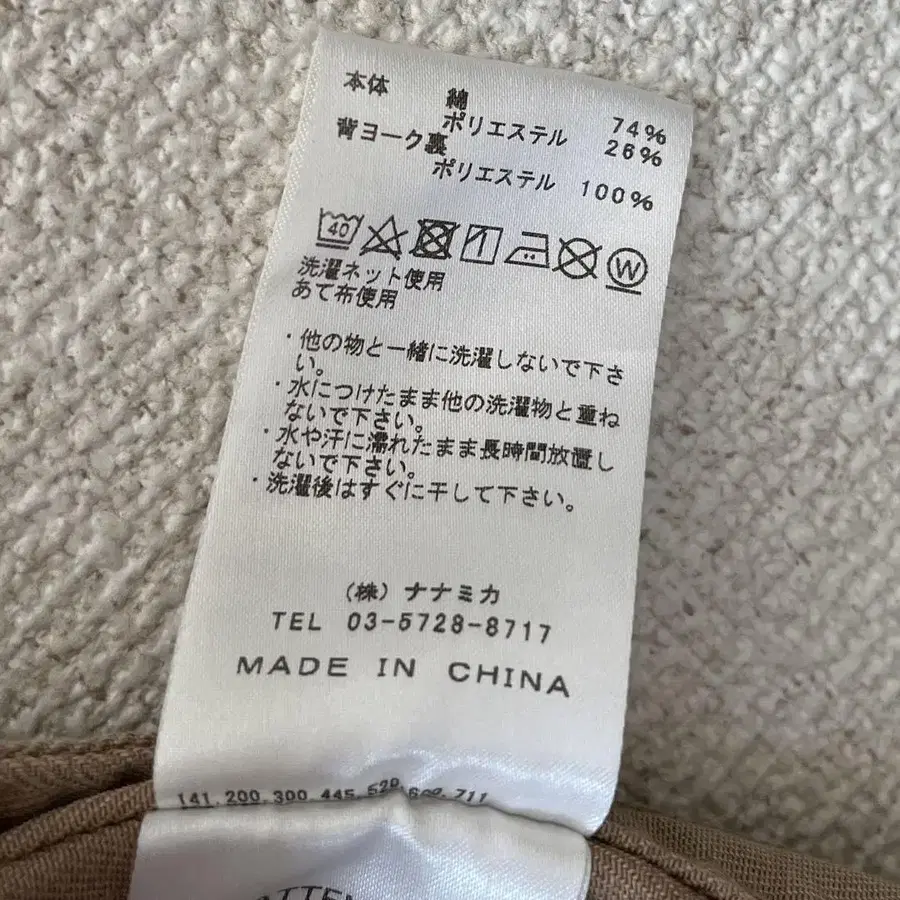 本体 綿 74%
ポリエステル 26%
背ヨーク裏
ポリエステル 100%
40 W
洗濯ネット使用
あて布使用
・他の物と一緒に洗濯しないで下さ
い。
・水につけたまま他の洗濯物と重ね
ないで下さい。
・水や汗に濡れたまま長時間放置し
ないで下さい。
・洗濯後はすぐに干して下さい。
(株) ナナミカ
TEL 03-5728-8717
MADE IN CHINA
141.200.300.445.520. .711